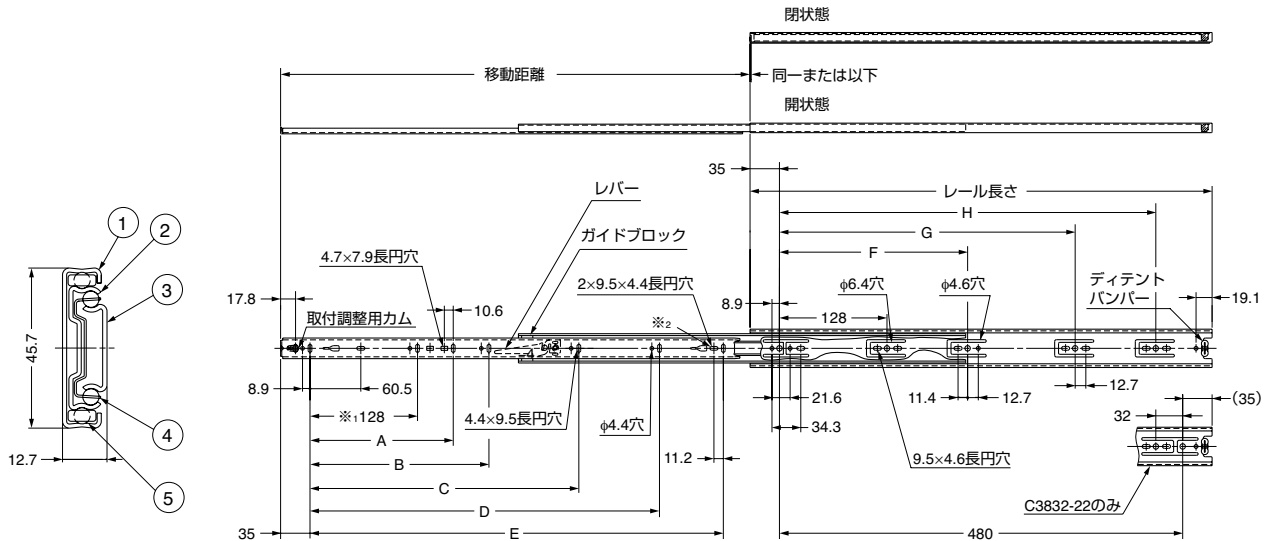 閉状態
移動距離
同一または以下
開状態
35
レール長さ
レバー
H
ガイドブロック
G
4.7×7.9長円穴
2×9.5×4.4長円穴
F
ディテント
バンパー
17.8
10.6
8.9
φ6.4穴
φ4.6穴
19.1
取付調整用カム
※2
128
1
2
3
45.7
8.9
60.5
21.6
11.4
12.7
12.7
(35)
※1128
4.4×9.5長円穴
φ4.4穴
34.3
32
A
11.2
9.5×4.6長円穴
B
4
12.7
C
C3832-22のみ
5
D
35
E
480